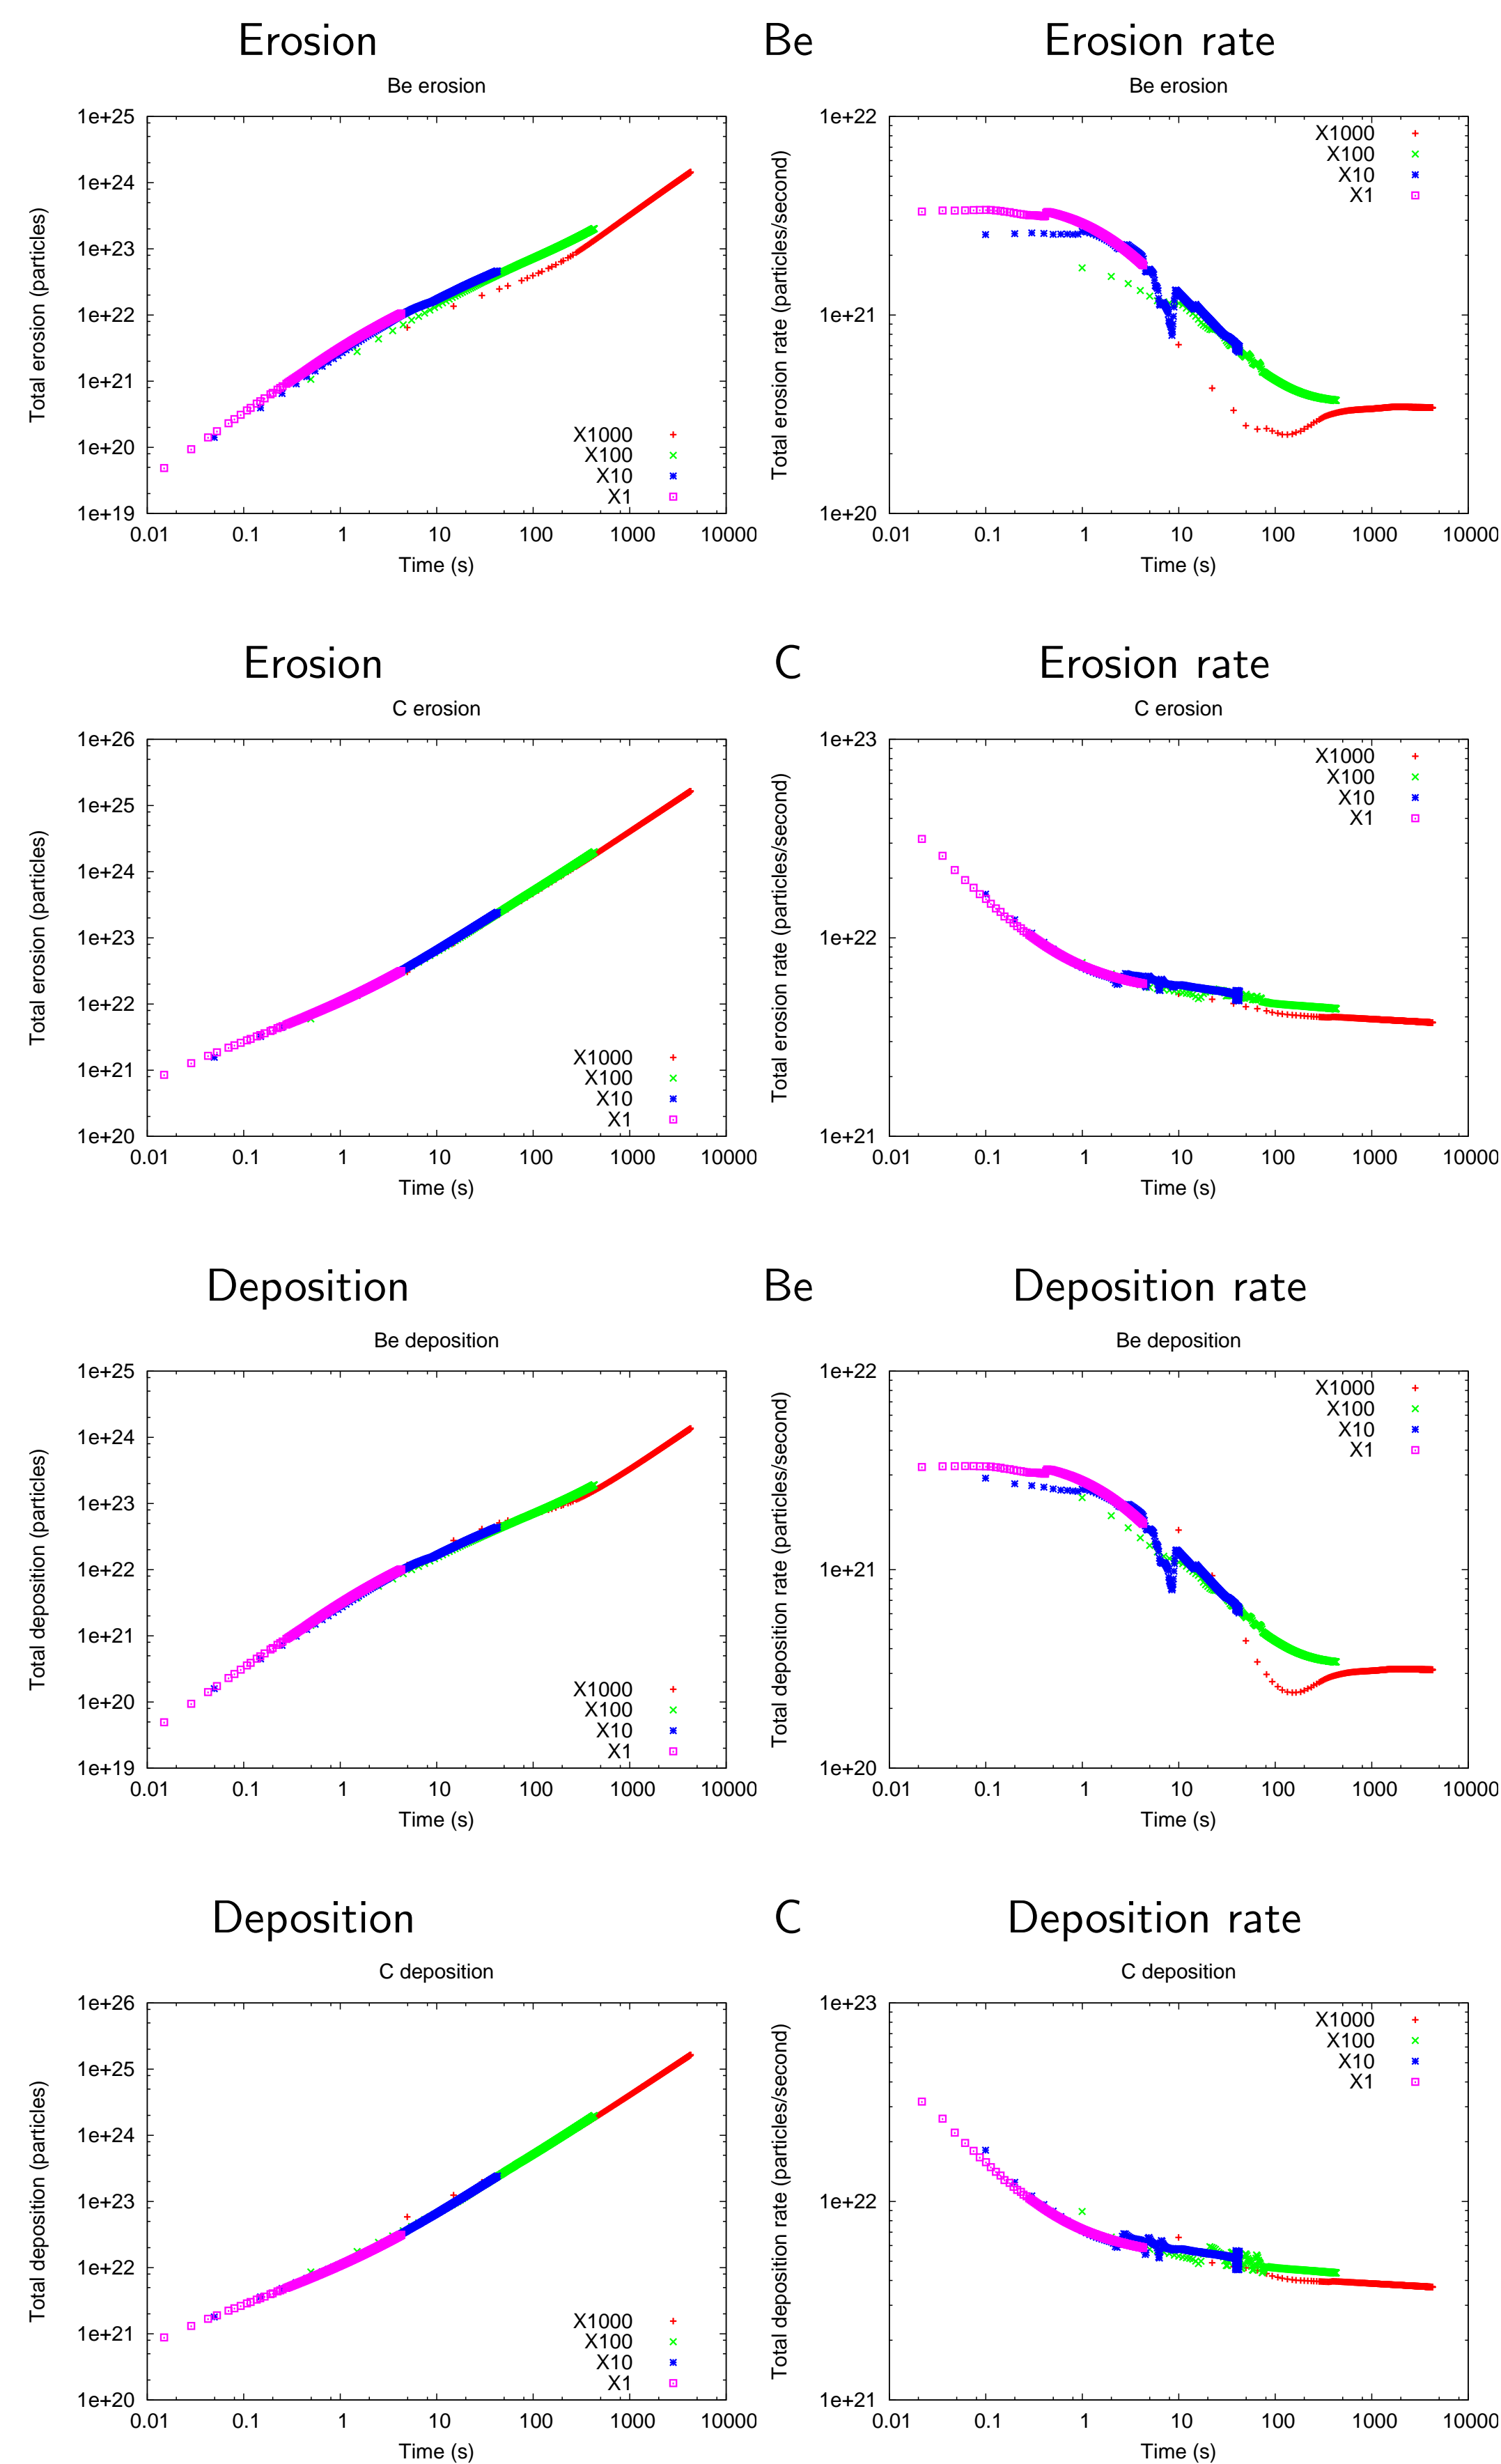 Erosion Be Erosion rate
Be erosion Be erosion
1e+25 1e+22
1e+24
1e+23
1e+22 1e+21
1e+21
1e+20
1e+19 1e+20
Total erosion (particles) Total erosion rate (particles/second)
X1000 X1000
X100 X100
X10 X10
X1 X1
0.01 0.1 1 10 100 1000 10000 0.01 0.1 1 10 100 1000 10000
Time (s) Time (s)
Erosion C Erosion rate
C erosion C erosion
1e+26 1e+23
1e+25
1e+24
1e+23 1e+22
1e+22
1e+21
1e+20 1e+21
Total erosion (particles) Total erosion rate (particles/second)
X1000 X1000
X100 X100
X10 X10
X1 X1
0.01 0.1 1 10 100 1000 10000 0.01 0.1 1 10 100 1000 10000
Time (s) Time (s)
Deposition Be Deposition rate
Be deposition Be deposition
1e+25 1e+22
1e+24
1e+23
1e+22 1e+21
1e+21
1e+20
1e+19 1e+20
Total deposition (particles) Total deposition rate (particles/second)
X1000 X1000
X100 X100
X10 X10
X1 X1
0.01 0.1 1 10 100 1000 10000 0.01 0.1 1 10 100 1000 10000
Time (s) Time (s)
Deposition C Deposition rate
C deposition C deposition
1e+26 1e+23
1e+25
1e+24
1e+23 1e+22
1e+22
1e+21
1e+20 1e+21
Total deposition (particles) Total deposition rate (particles/second)
X1000 X1000
X100 X100
X10 X10
X1 X1
0.01 0.1 1 10 100 1000 10000 0.01 0.1 1 10 100 1000 10000
Time (s) Time (s)